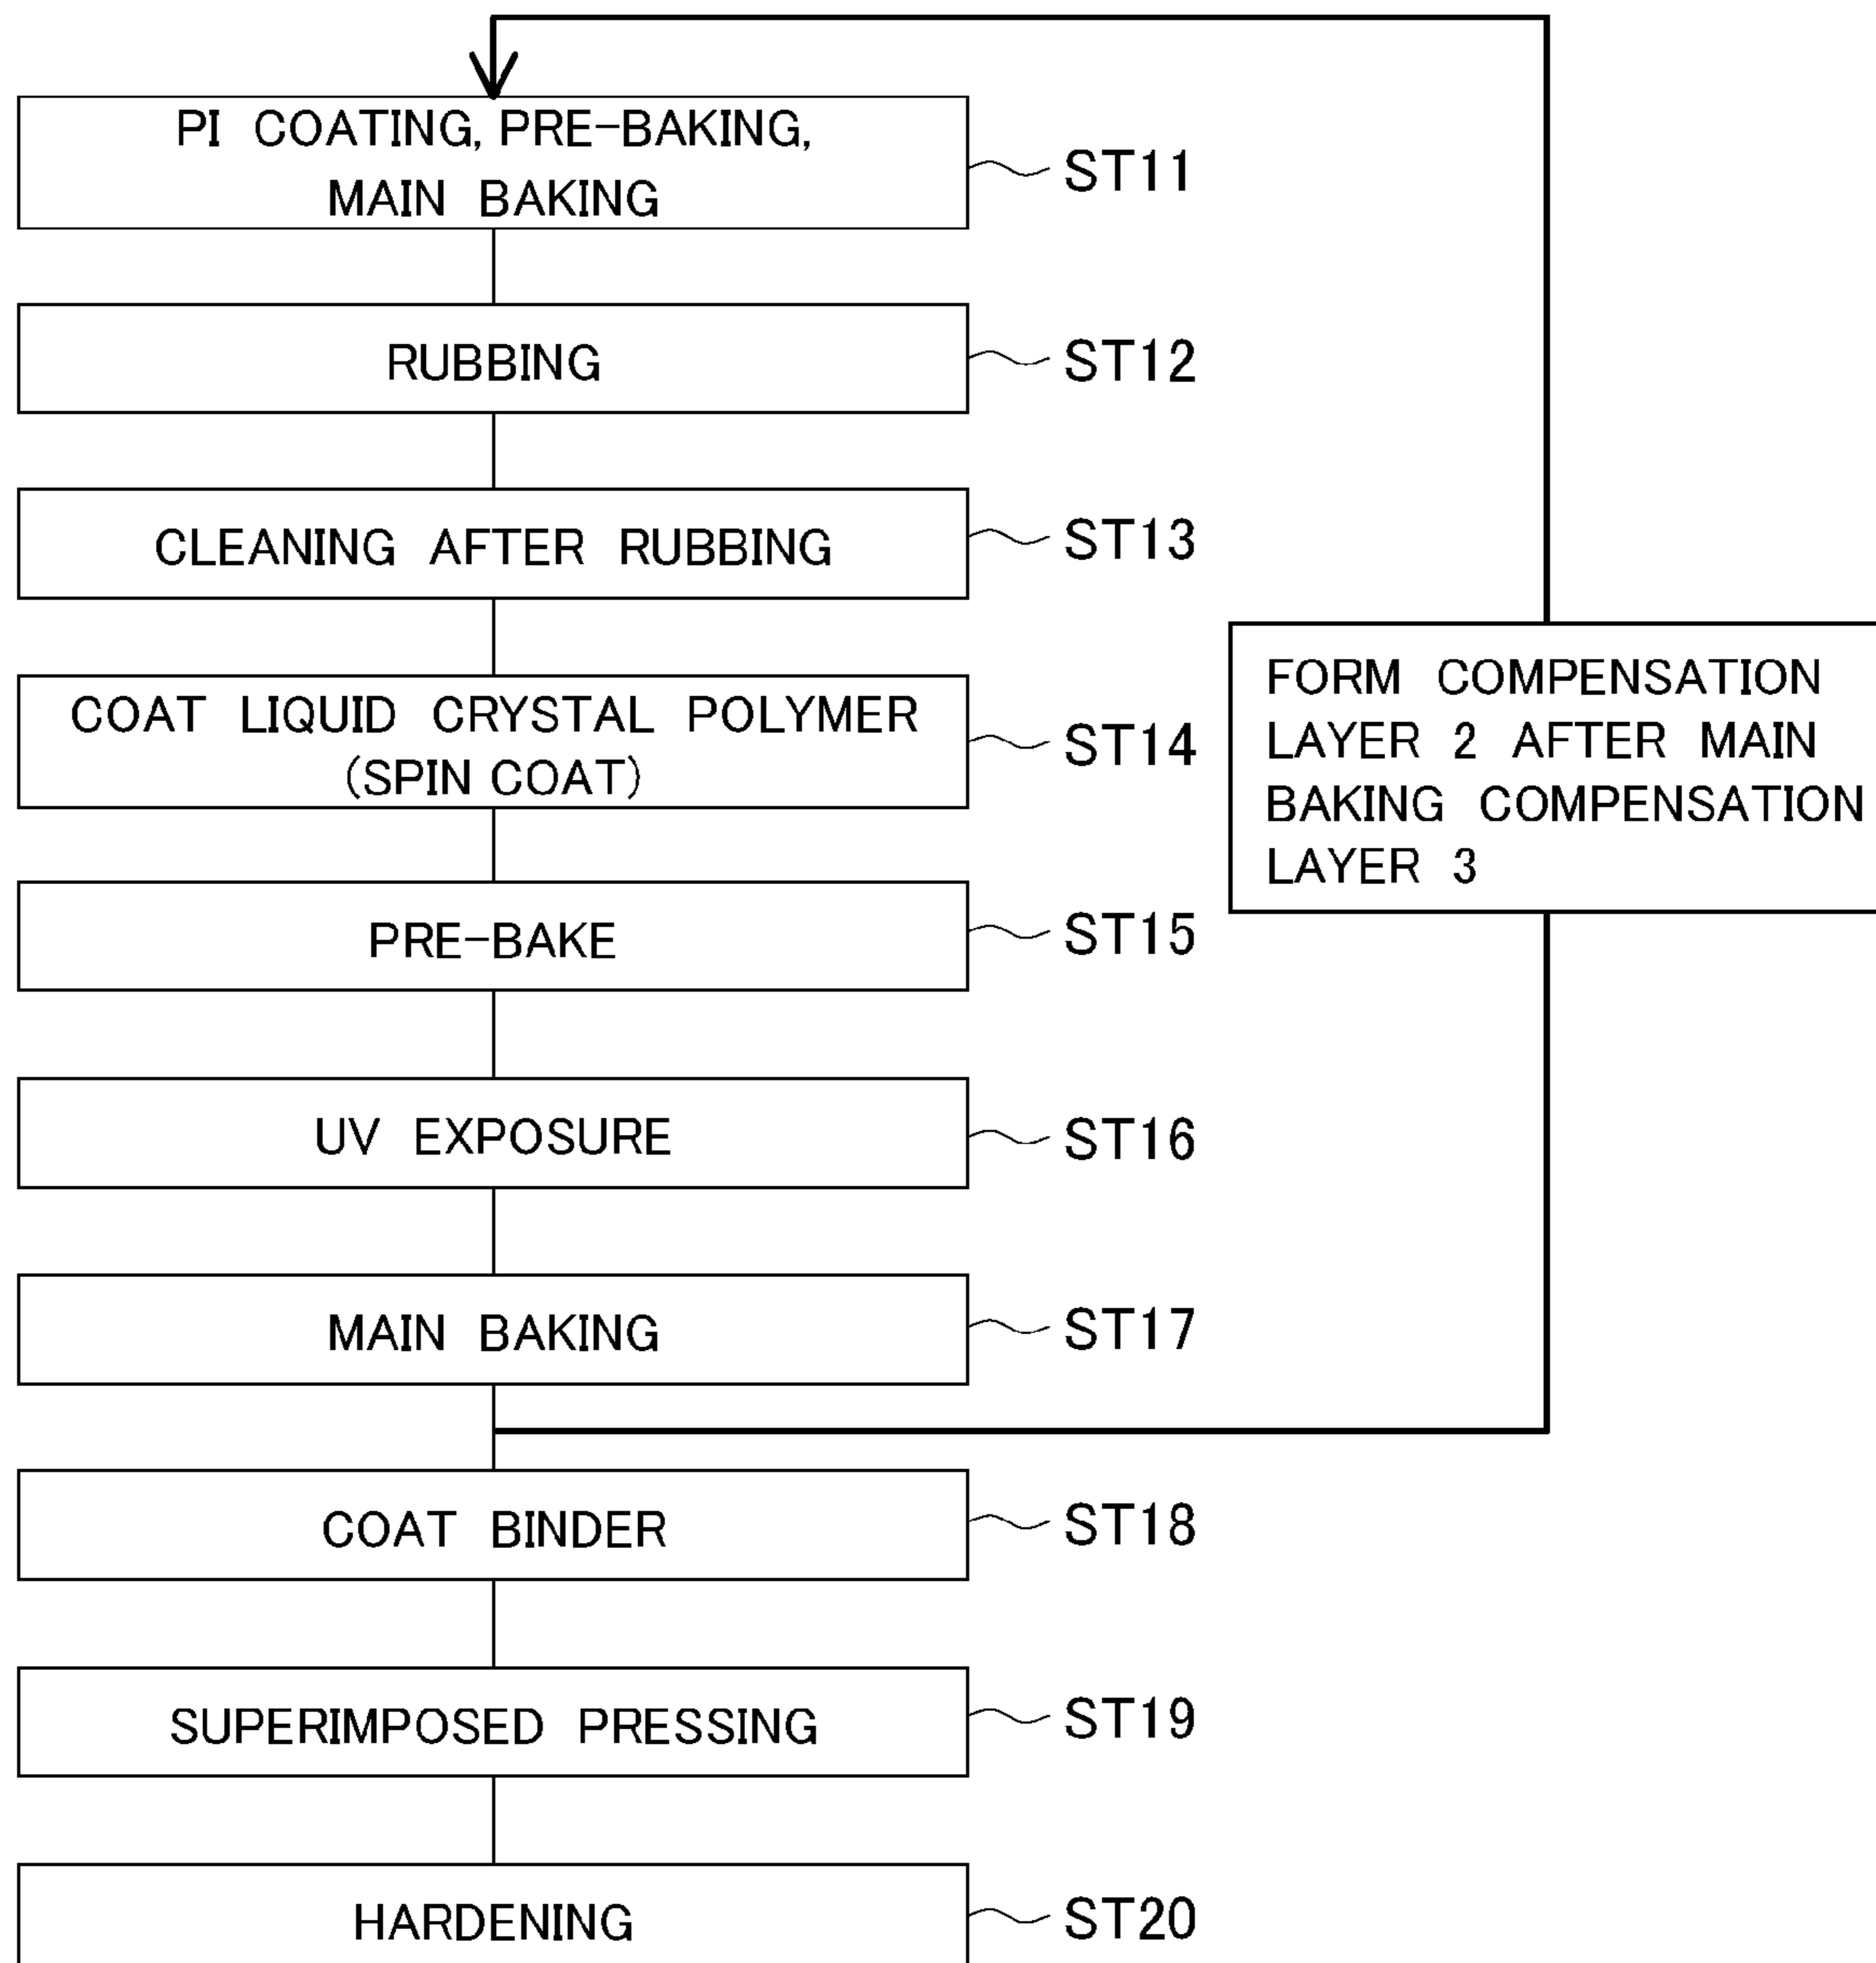 PI COATING, PRE-BAKING,
MAIN BAKING
ST11
RUBBING
ST12
CLEANING AFTER RUBBING
ST13
COAT LIQUID CRYSTAL POLYMER
(SPIN COAT)
ST14
PRE-BAKE
ST15
UV EXPOSURE
ST16
MAIN BAKING
ST17
COAT BINDER
ST18
SUPERIMPOSED PRESSING
ST19
HARDENING
ST20
FORM COMPENSATION
LAYER 2 AFTER MAIN
BAKING COMPENSATION
LAYER 3